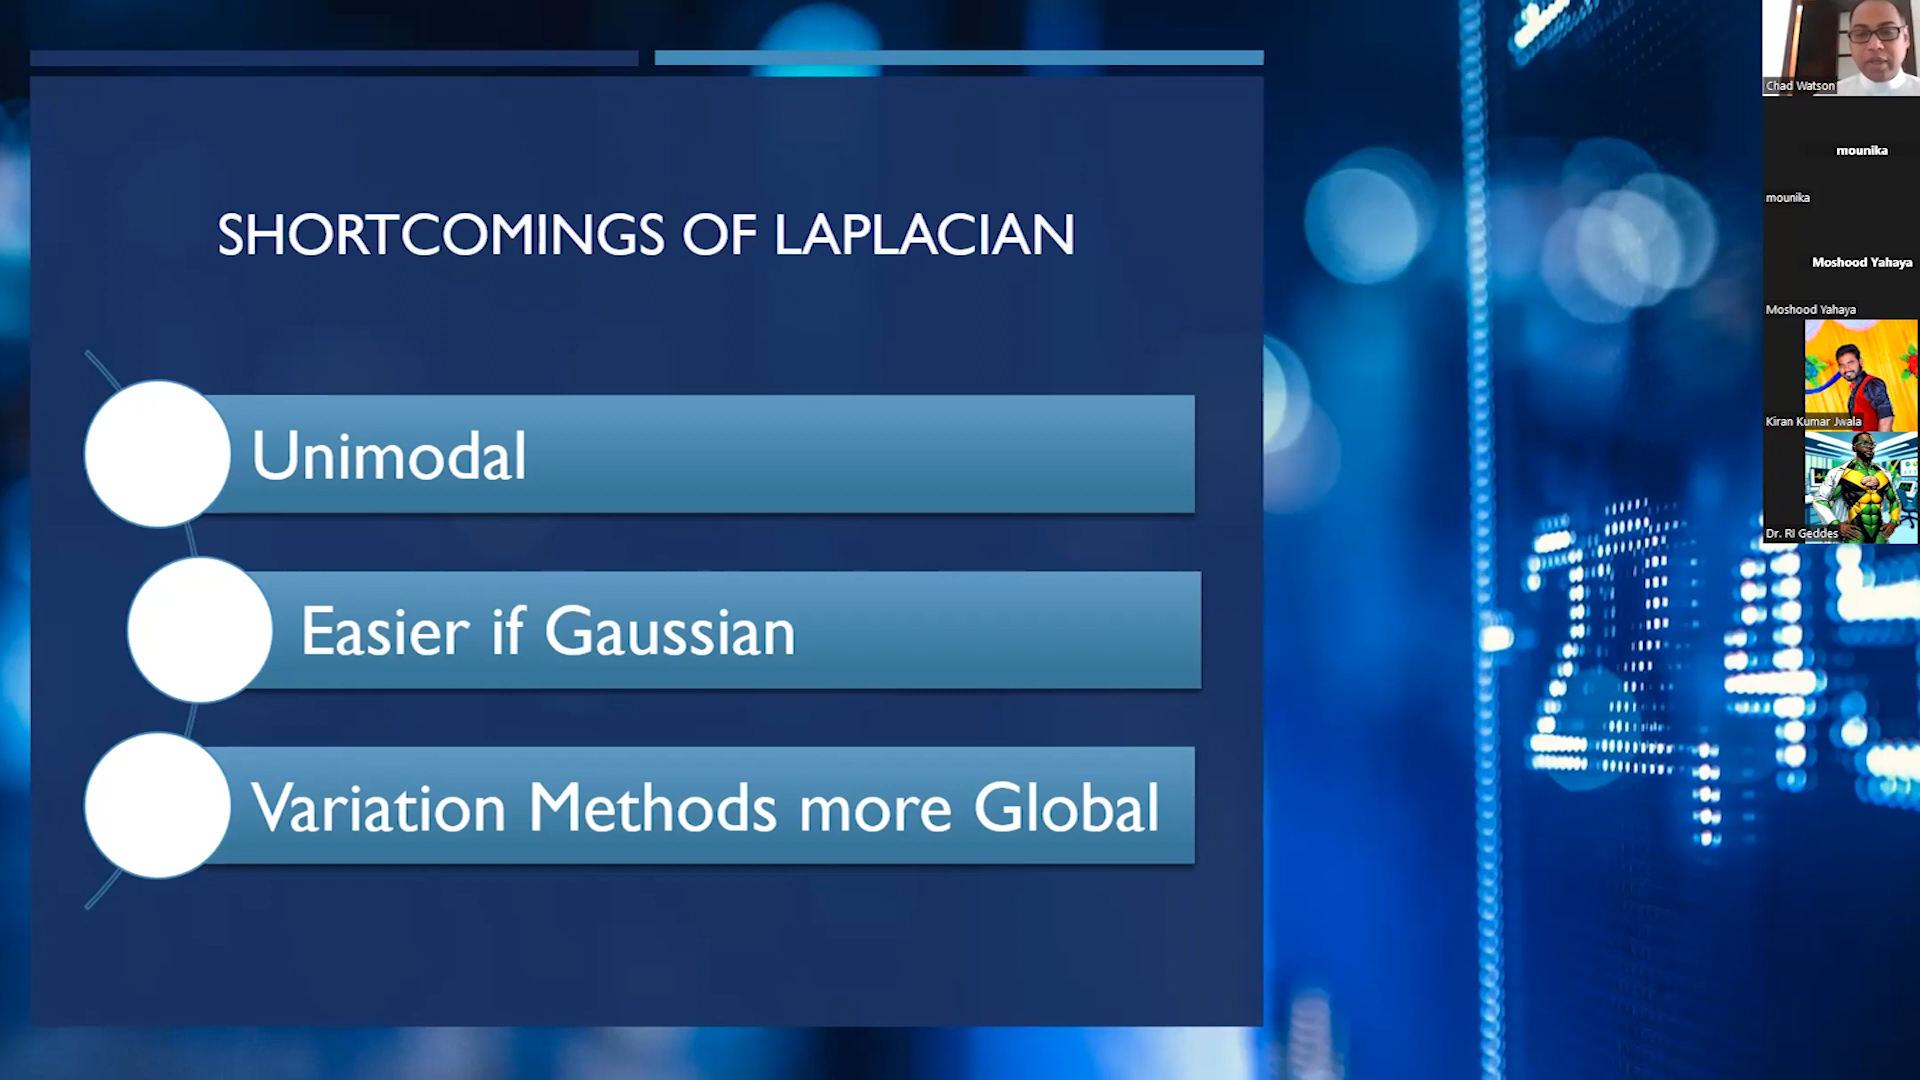 SHORTCOMINGS OF LAPLACIAN
Unimodal
Easier if Gaussian
Variation Methods more Global
Chad Watson
mounika
mounika
Moshood Yahaya
Moshood Yahaya
Kiran Kumar Jwala
Dr. RI Geddes